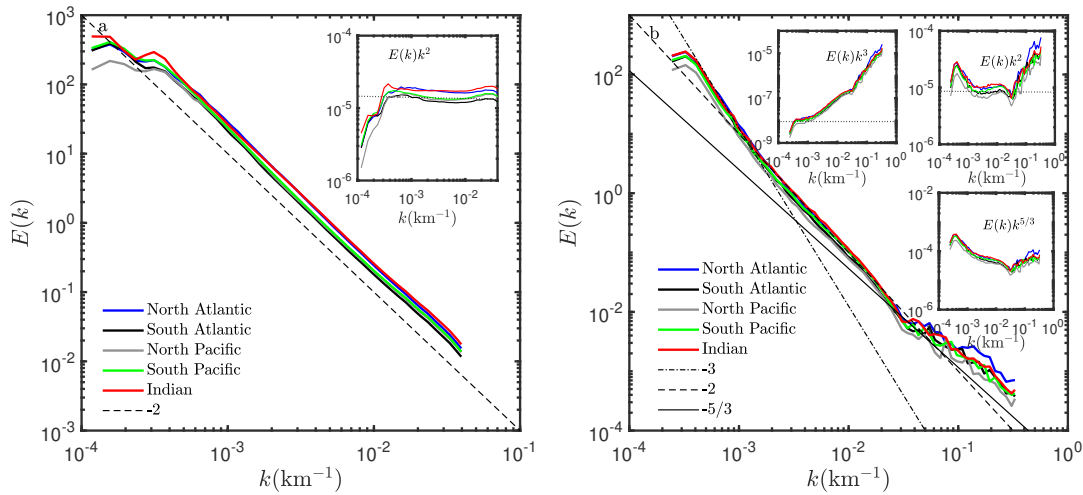 a
E(k)
10^3
10^2
10^1
10^0
10^-1
10^-2
10^-3
10^-4
10^-3
10^-2
10^-1
k(km^-1)
North Atlantic
South Atlantic
North Pacific
South Pacific
Indian
-2
E(k)k^2
10^-4
10^-5
10^-6
10^-4
10^-3
10^-2
k(km^-1)
b
E(k)
10^2
10^0
10^-2
10^-4
10^-4
10^-3
10^-2
10^-1
10^0
k(km^-1)
North Atlantic
South Atlantic
North Pacific
South Pacific
Indian
-3
-2
-5/3
E(k)k^3
10^-5
10^-7
10^-9
10^-4
10^-3
10^-2
10^-1
10^0
k(km^-1)
E(k)k^2
10^-4
10^-5
10^-6
10^-4
10^-3
10^-2
10^-1
10^0
k(km^-1)
E(k)k^5/3
10^-2
10^-4
10^-6
10^-4
10^-3
10^-2
10^-1
10^0
k(km^-1)